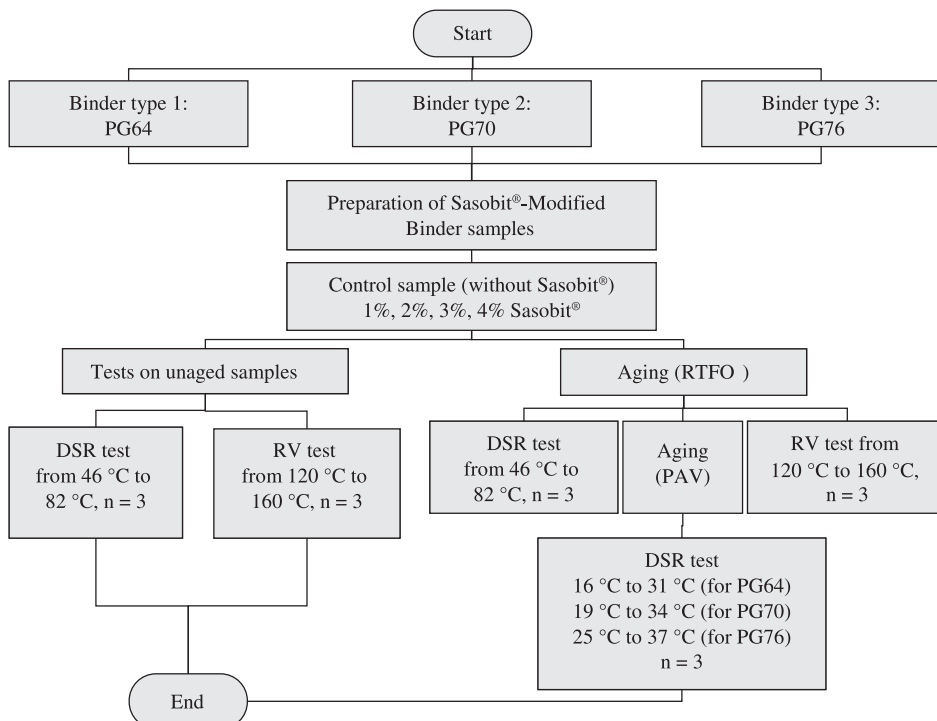 Start
Binder type 1:
PG64
Binder type 2:
PG70
Binder type 3:
PG76
Preparation of Sasobit®-Modified
Binder samples
Control sample (without Sasobit®)
1%, 2%, 3%, 4% Sasobit®
Tests on unaged samples
Aging (RTFO )
DSR test
from 46 °C to
82 °C, n = 3
RV test
from 120 °C to
160 °C, n = 3
DSR test
from 46 °C to
82 °C, n = 3
Aging
(PAV)
RV test from
120 °C to 160 °C,
n = 3
DSR test
16 °C to 31 °C (for PG64)
19 °C to 34 °C (for PG70)
25 °C to 37 °C (for PG76)
n = 3
End